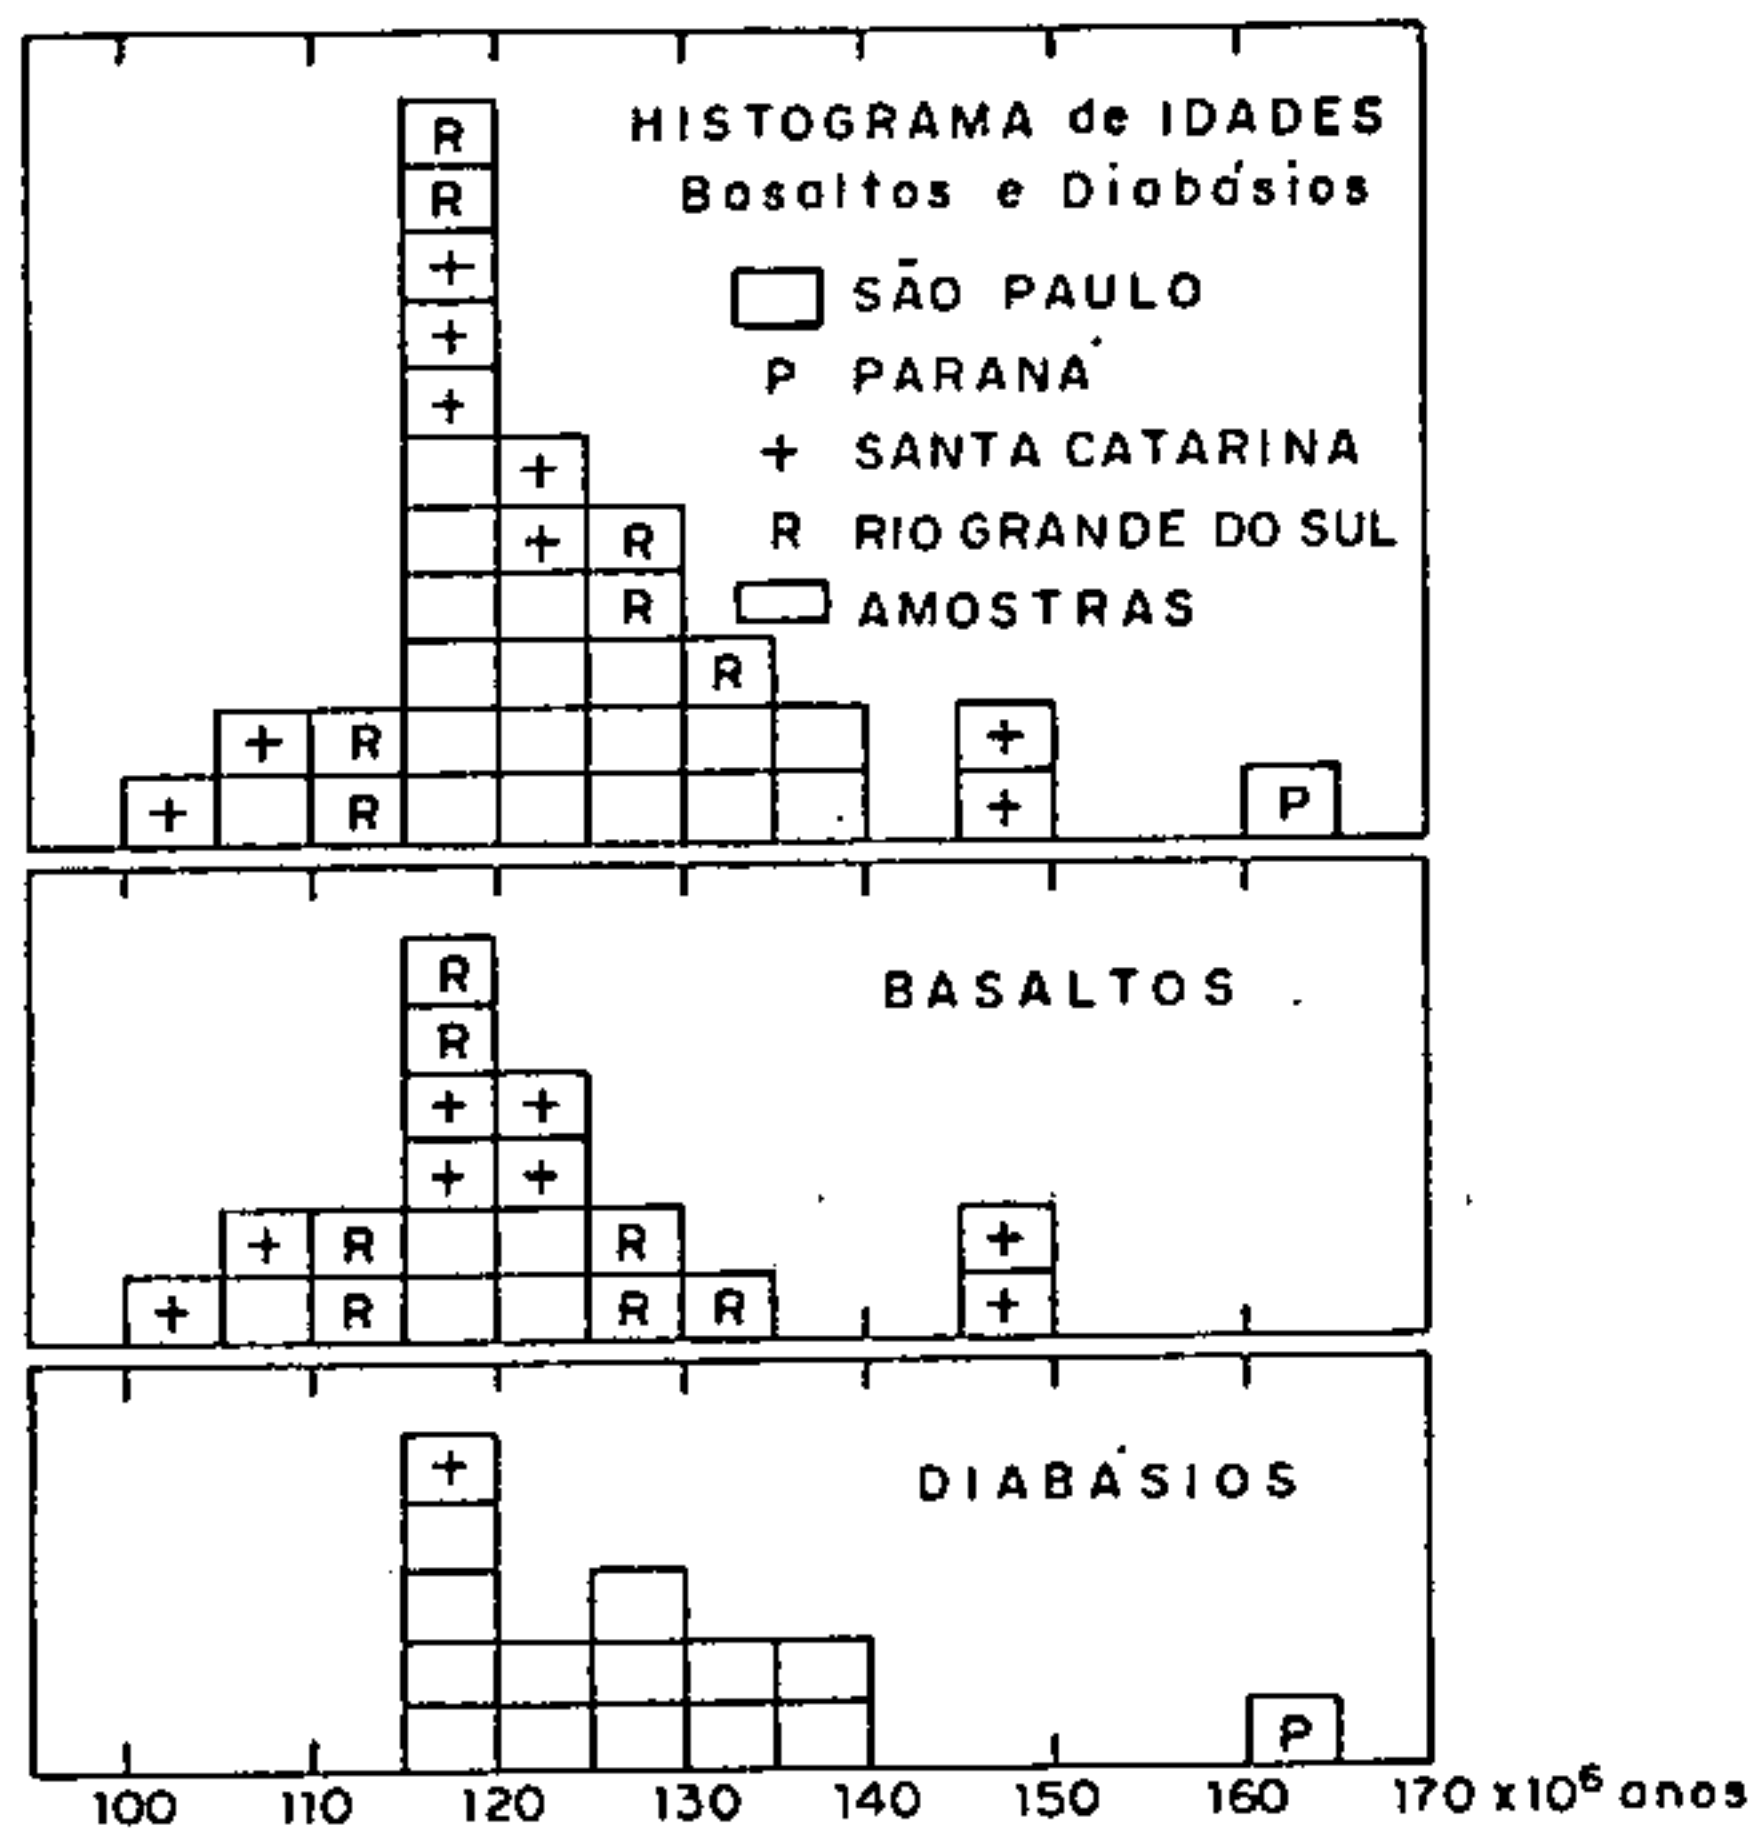 HISTOGRAMA de IDADES
Basaltos e Diabásios
SÃO PAULO
P PARANÁ
+ SANTA CATARINA
R RIO GRANDE DO SUL
AMOSTRAS
R
R
+
+
+
+
+ R
R
R
+ R +
+ R + P
BASALTOS
R
R
+ +
+ +
+ R R +
+ R R R +
DIABÁSIOS
+
P
100 110 120 130 140 150 160 170 x10⁶ anos